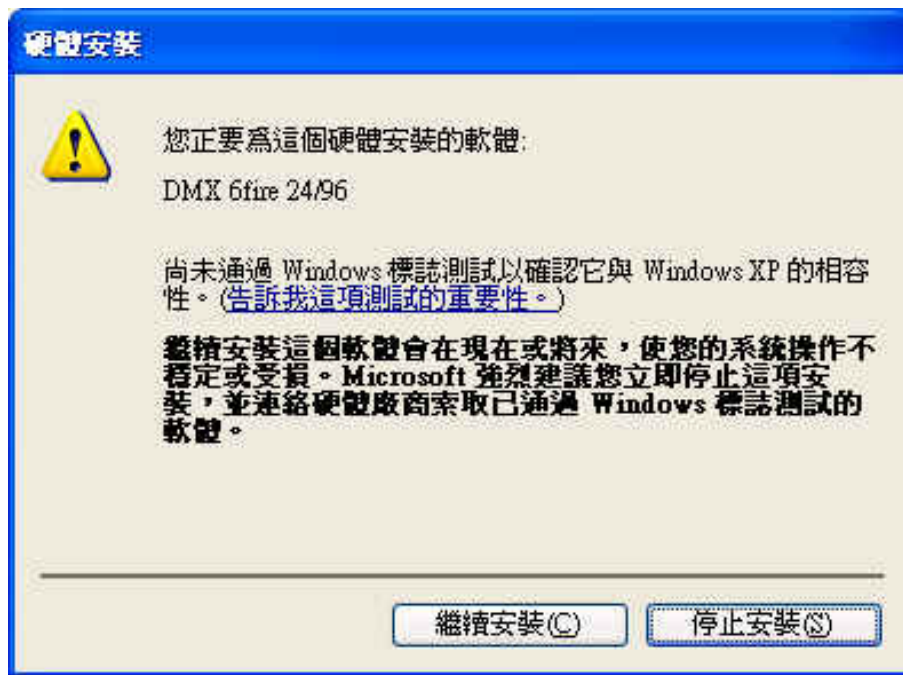 硬體安裝
您正要為這個硬體安裝的軟體:
DMX 6fire 24/96
尚未通過 Windows 標誌測試以確認它與 Windows XP 的相容
性。(告訴我這項測試的重要性。)
繼續安裝這個軟體會在現在或將來，使您的系統操作不
穩定或受損。Microsoft 強烈建議您立即停止這項安
裝，並連絡硬體廠商索取已通過 Windows 標誌測試的
軟體。
繼續安裝(C)
停止安裝(S)